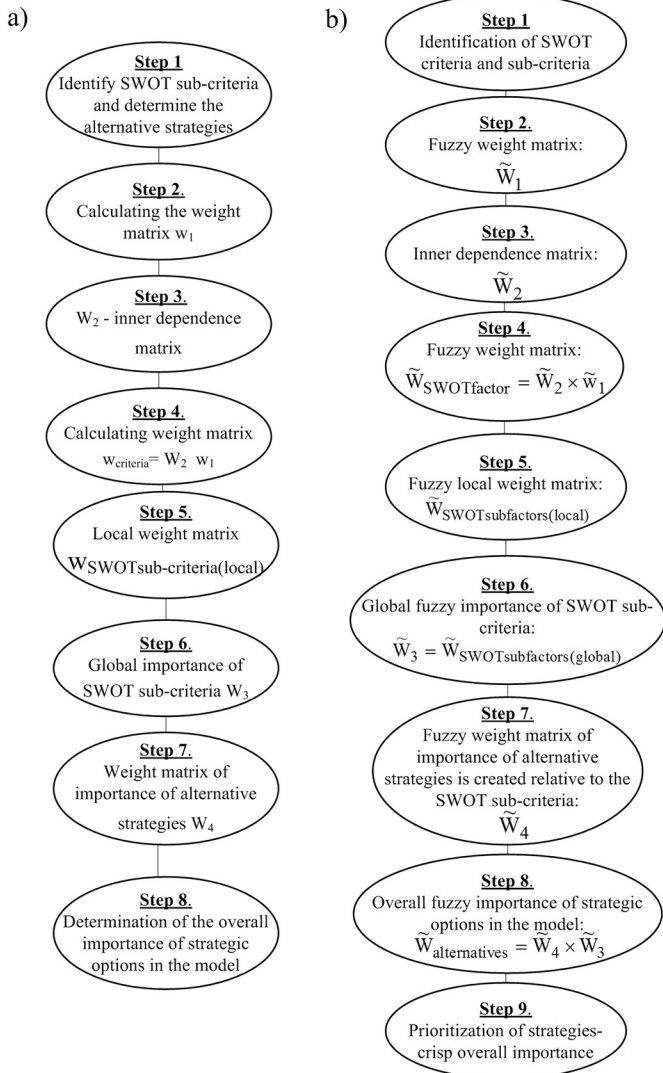 a)
Step 1
Identify SWOT sub-criteria
and determine the
alternative strategies
Step 2.
Calculating the weight
matrix w₁
Step 3.
W₂ - inner dependence
matrix
Step 4.
Calculating weight matrix
w_criteria= W₂ w₁
Step 5.
Local weight matrix
W_SWOTsub-criteria(local)
Step 6.
Global importance of
SWOT sub-criteria W₃
Step 7.
Weight matrix of
importance of alternative
strategies W₄
Step 8.
Determination of the overall
importance of strategic
options in the model
b)
Step 1
Identification of SWOT
criteria and sub-criteria
Step 2.
Fuzzy weight matrix:
W̃₁
Step 3.
Inner dependence matrix:
W̃₂
Step 4.
Fuzzy weight matrix:
W̃_SWOTfactor = W̃₂ × w̃₁
Step 5.
Fuzzy local weight matrix:
W̃_SWOTsubfactors(local)
Step 6.
Global fuzzy importance of SWOT sub-
criteria:
W̃₃ = W̃_SWOTsubfactors(global)
Step 7.
Fuzzy weight matrix of
importance of alternative
strategies is created relative to the
SWOT sub-criteria:
W̃₄
Step 8.
Overall fuzzy importance of strategic
options in the model:
W̃_alternatives = W̃₄ × W̃₃
Step 9.
Prioritization of strategies-
crisp overall importance